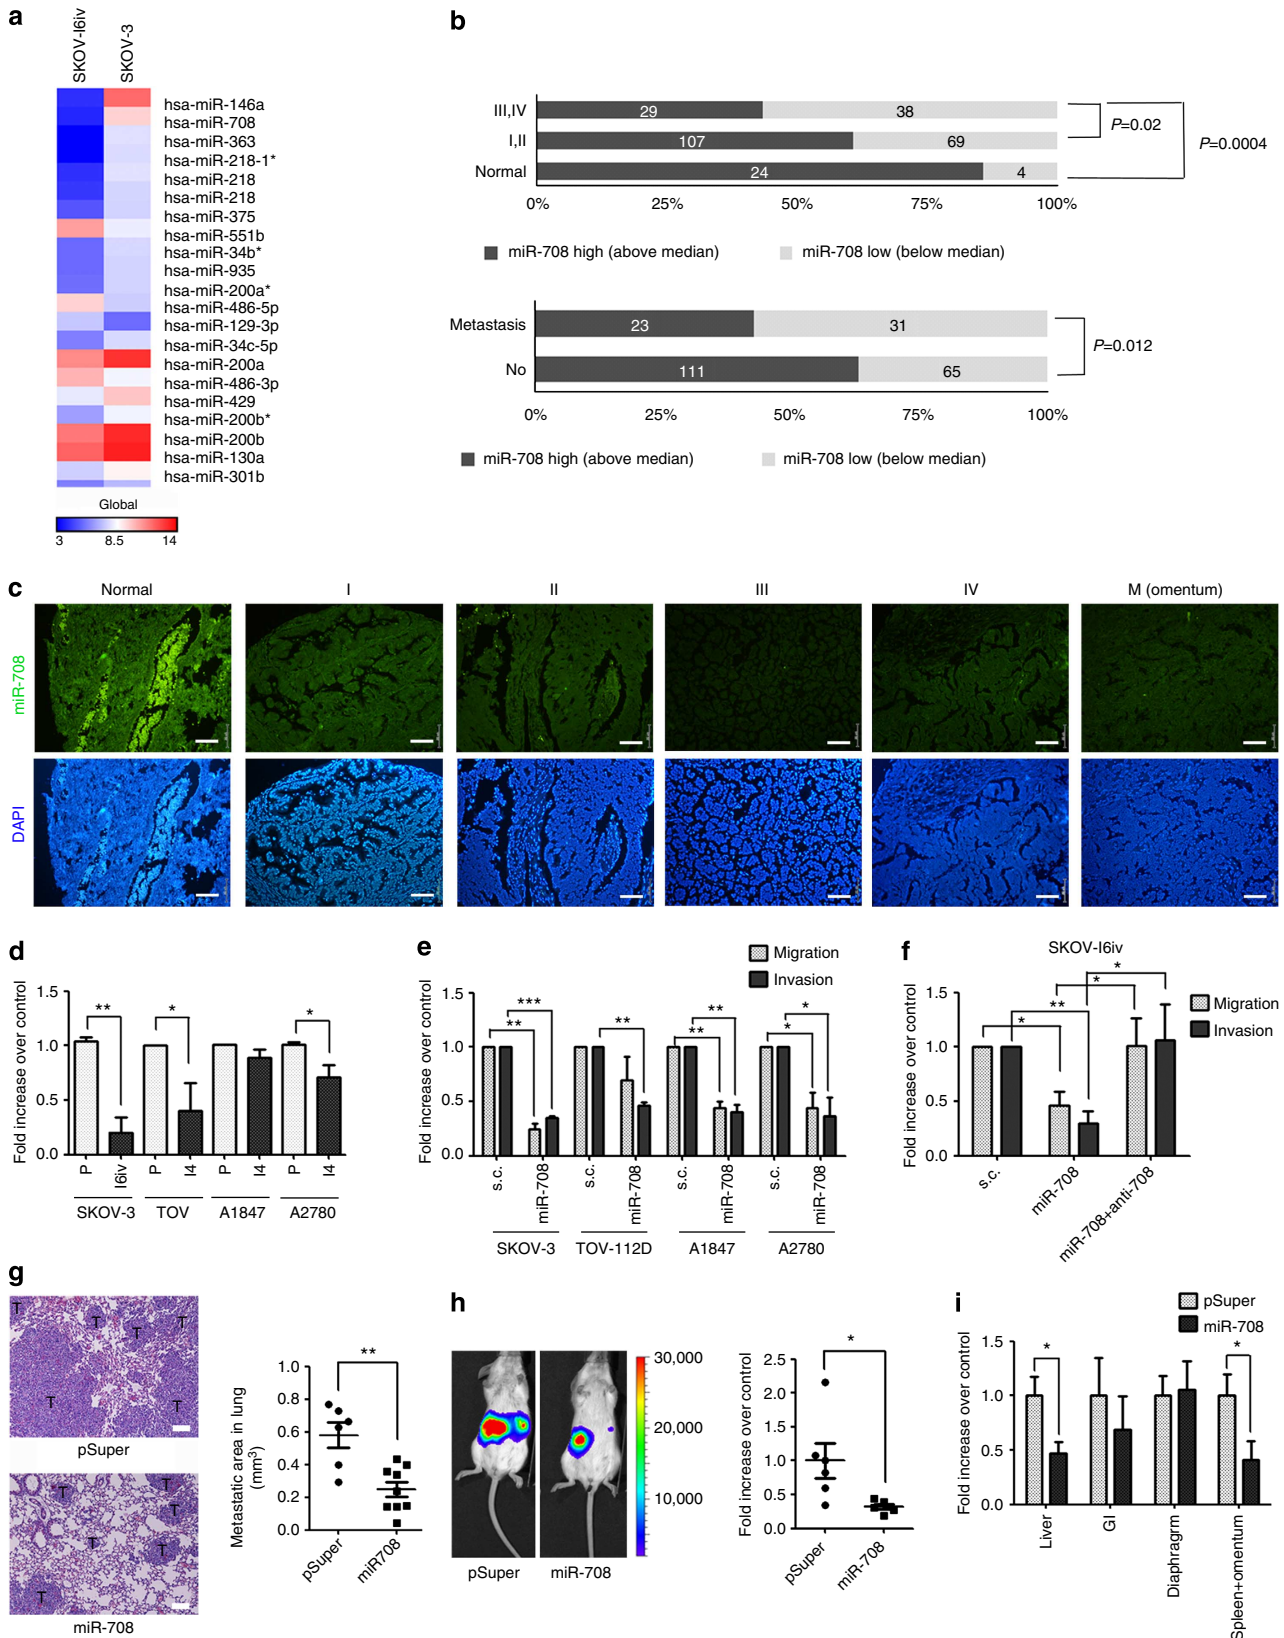 a
SKOV-I6iv
SKOV-3
hsa-miR-146a
hsa-miR-708
hsa-miR-363
hsa-miR-218-1*
hsa-miR-218
hsa-miR-218
hsa-miR-375
hsa-miR-551b
hsa-miR-34b*
hsa-miR-935
hsa-miR-200a*
hsa-miR-486-5p
hsa-miR-129-3p
hsa-miR-34c-5p
hsa-miR-200a
hsa-miR-486-3p
hsa-miR-429
hsa-miR-200b*
hsa-miR-200b
hsa-miR-130a
hsa-miR-301b
Global
3 8.5 14
b
III,IV 29 38
I,II 107 69
Normal 24 4
P=0.02
P=0.0004
0% 25% 50% 75% 100%
miR-708 high (above median) miR-708 low (below median)
Metastasis 23 31
No 111 65
P=0.012
0% 25% 50% 75% 100%
miR-708 high (above median) miR-708 low (below median)
c
Normal I II III IV M (omentum)
miR-708
DAPI
d
Fold increase over control
1.5
1.0
0.5
0.0
** * *
P I6iv P I4 P I4 P I4
SKOV-3 TOV A1847 A2780
e
Migration
Invasion
Fold increase over control
1.5
1.0
0.5
0.0
*** ** ** ** ** * *
s.c. miR-708 s.c. miR-708 s.c. miR-708 s.c. miR-708
SKOV-3 TOV-112D A1847 A2780
f
SKOV-I6iv
Migration
Invasion
Fold increase over control
1.5
1.0
0.5
0.0
* ** * *
s.c. miR-708 miR-708+anti-708
g
T T T T T T
pSuper
T T T T T T
miR-708
Metastatic area in lung
(mm3)
1.0
0.8
0.6
0.4
0.2
0.0
**
pSuper miR708
h
pSuper miR-708
30,000
20,000
10,000
Fold increase over control
2.5
2.0
1.5
1.0
0.5
0.0
*
pSuper miR-708
i
pSuper
miR-708
Fold increase over control
1.5
1.0
0.5
0.0
* *
Liver GI Diaphragrm Spleen+omentum